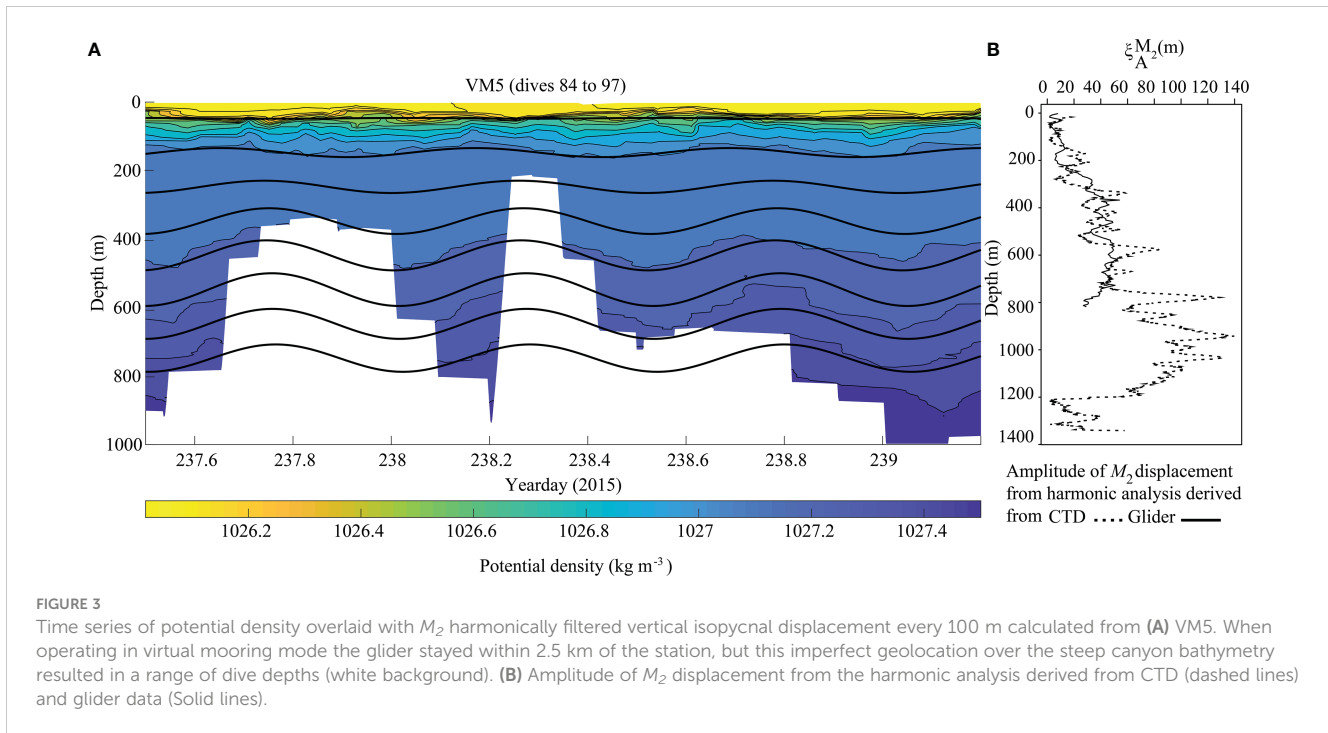 A
B
ξ_A^{M_2}(m)
VM5 (dives 84 to 97)
0 20 40 60 80 100 120 140
0
200
400
600
800
1000
Depth (m)
0
200
400
600
800
1000
1200
1400
Depth (m)
237.6 237.8 238 238.2 238.4 238.6 238.8 239
Yearday (2015)
1026.2 1026.4 1026.6 1026.8 1027 1027.2 1027.4
Potential density (kg m⁻³)
Amplitude of M₂ displacement
from harmonic analysis derived
from CTD Glider
FIGURE 3
Time series of potential density overlaid with M₂ harmonically filtered vertical isopycnal displacement every 100 m calculated from (A) VM5. When
operating in virtual mooring mode the glider stayed within 2.5 km of the station, but this imperfect geolocation over the steep canyon bathymetry
resulted in a range of dive depths (white background). (B) Amplitude of M₂ displacement from the harmonic analysis derived from CTD (dashed lines)
and glider data (Solid lines).